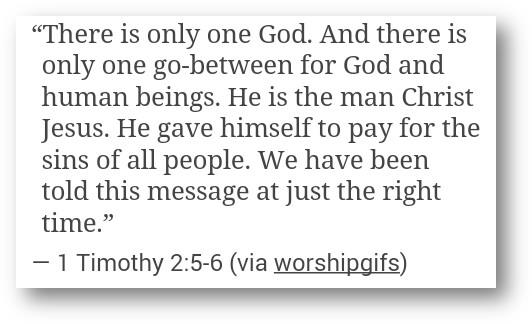 “There is only one God. And there is
only one go-between for God and
human beings. He is the man Christ
Jesus. He gave himself to pay for the
sins of all people. We have been
told this message at just the right
time.”
— 1 Timothy 2:5-6 (via worshipgifs)